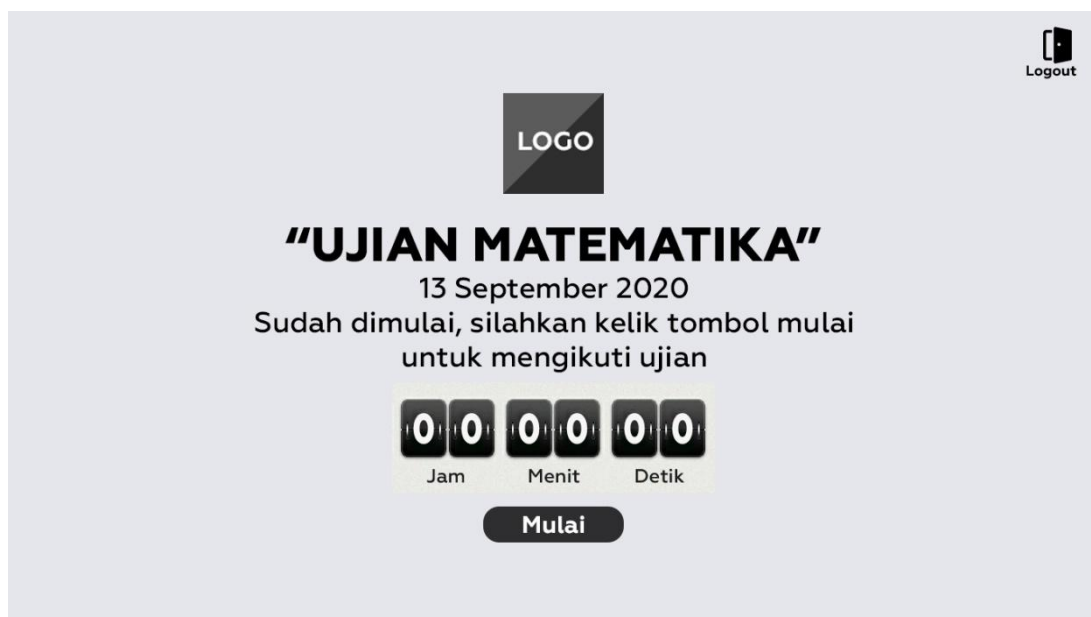 Logout
LOGO
“UJIAN MATEMATIKA”
13 September 2020
Sudah dimulai, silahkan kelik tombol mulai
untuk mengikuti ujian
00 00 00
Jam Menit Detik
Mulai